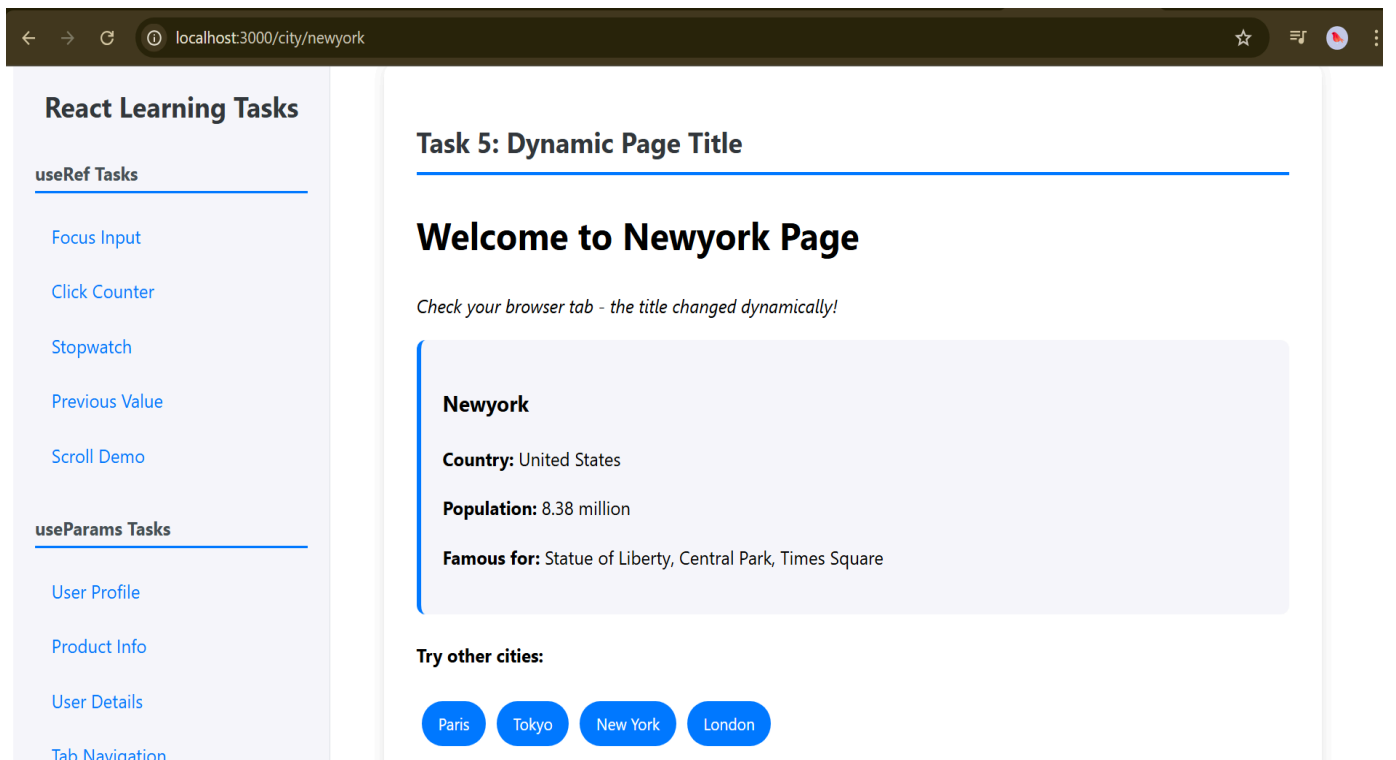 localhost:3000/city/newyork
React Learning Tasks
useRef Tasks
Focus Input
Click Counter
Stopwatch
Previous Value
Scroll Demo
useParams Tasks
User Profile
Product Info
User Details
Tab Navigation
Task 5: Dynamic Page Title
Welcome to Newyork Page
Check your browser tab - the title changed dynamically!
Newyork
Country: United States
Population: 8.38 million
Famous for: Statue of Liberty, Central Park, Times Square
Try other cities:
Paris Tokyo New York London